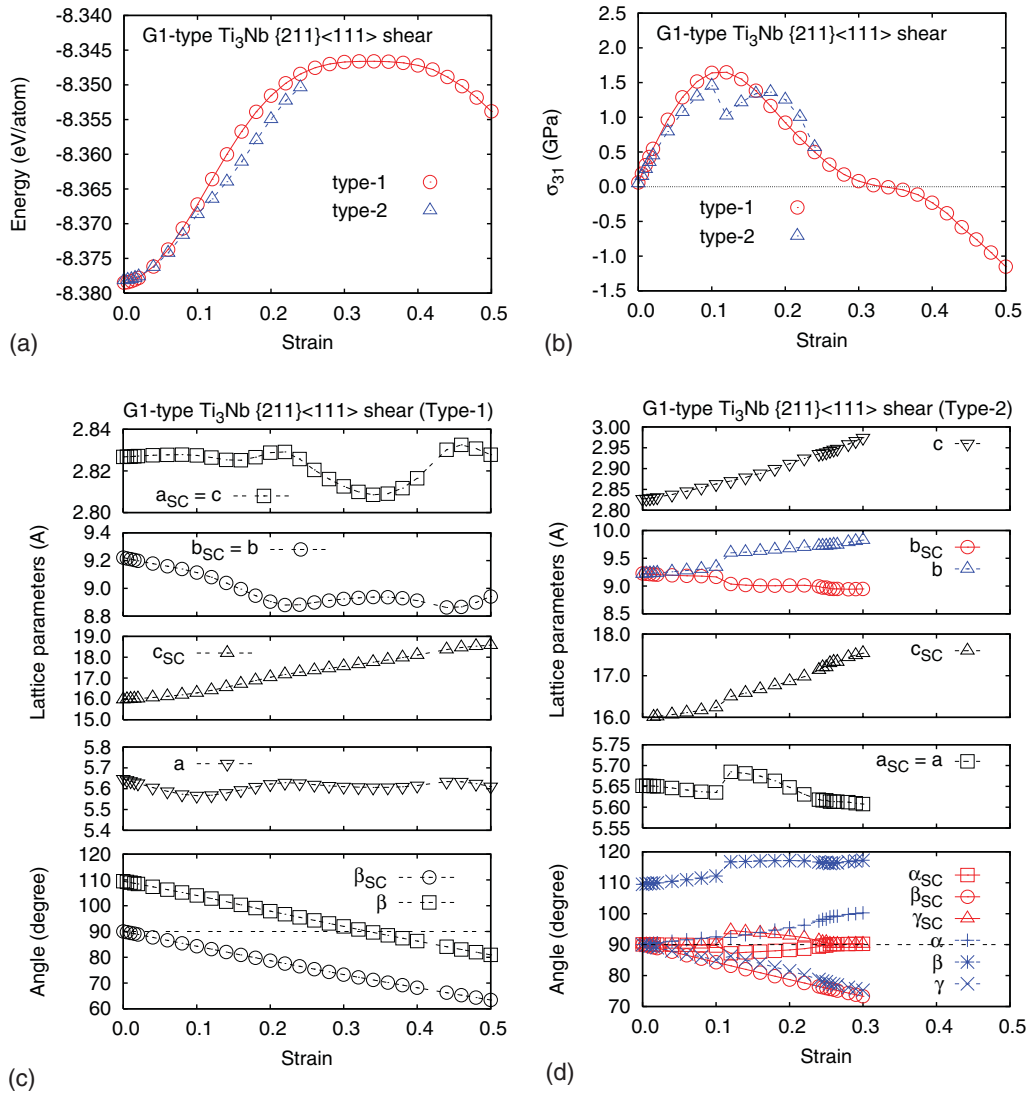 G1-type Ti3Nb {211}<111> shear
-8.340
-8.345
-8.350
-8.355
-8.360
-8.365
-8.370
-8.375
-8.380
Energy (eV/atom)
type-1
type-2
0.0 0.1 0.2 0.3 0.4 0.5
Strain
(a)
G1-type Ti3Nb {211}<111> shear
2.5
2.0
1.5
1.0
0.5
0.0
-0.5
-1.0
-1.5
σ31 (GPa)
type-1
type-2
0.0 0.1 0.2 0.3 0.4 0.5
Strain
(b)
G1-type Ti3Nb {211}<111> shear (Type-1)
2.84
2.82
2.80
aSC = c
9.2
9.0
8.8
bSC = b
Lattice parameters (A)
19.0
18.0
17.0
16.0
15.0
cSC
5.8
5.7
5.6
5.5
5.4
a
110
100
90
80
70
60
Angle (degree)
βSC
β
0.0 0.1 0.2 0.3 0.4 0.5
Strain
(c)
G1-type Ti3Nb {211}<111> shear (Type-2)
3.00
2.95
2.90
2.85
2.80
c
10.0
9.5
9.0
8.5
bSC
b
Lattice parameters (A)
18.0
17.0
16.0
cSC
5.75
5.70
5.65
5.60
5.55
aSC = a
120
110
100
90
80
70
Angle (degree)
αSC
βSC
γSC
α
β
γ
0.0 0.1 0.2 0.3 0.4 0.5
Strain
(d)